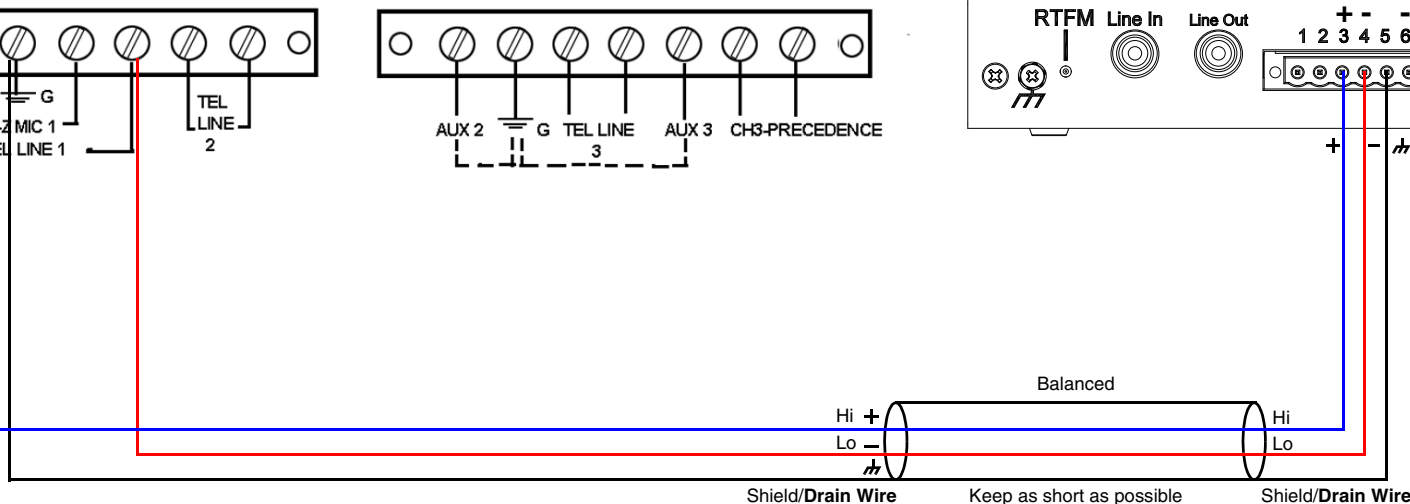 RTFM Line In Line Out
+ - -
1 2 3 4 5 6
G
MIC 1
LINE 1
TEL
LINE
2
AUX 2 G TEL LINE AUX 3 CH3-PRECEDENCE
3
+ −
Balanced
Hi + Hi
Lo − Lo
Shield/Drain Wire Keep as short as possible Shield/Drain Wire